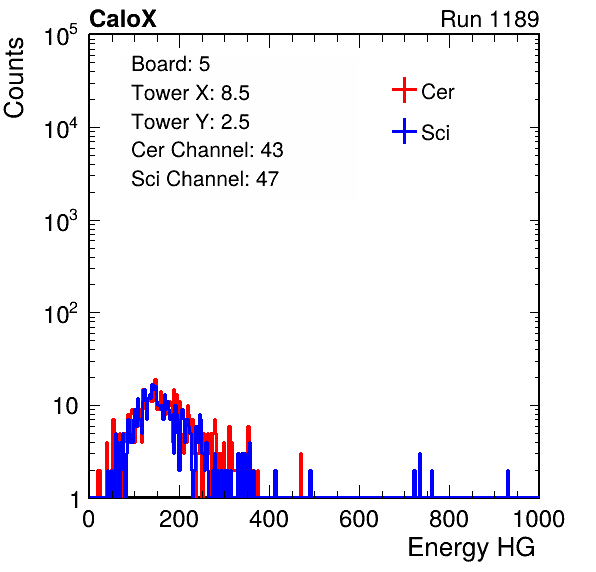 CaloX Run 1189
Counts
10^5
10^4
10^3
10^2
10
1
Board: 5
Tower X: 8.5
Tower Y: 2.5
Cer Channel: 43
Sci Channel: 47
Cer
Sci
0 200 400 600 800 1000
Energy HG